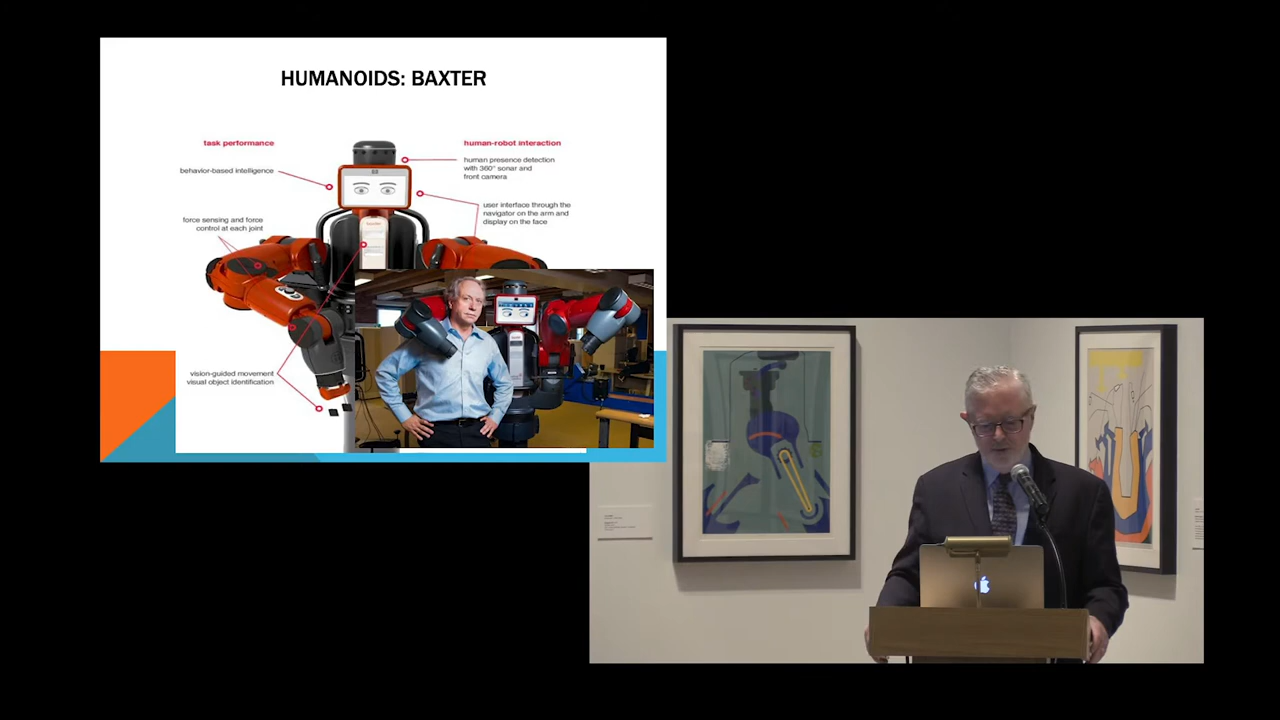 HUMANOIDS: BAXTER
task performance
behavior-based intelligence
force sensing and force
control at each joint
vision-guided movement
visual object identification
human-robot interaction
human presence detection
with 360° sonar and
front camera
user interface through the
navigator on the arm and
display on the face